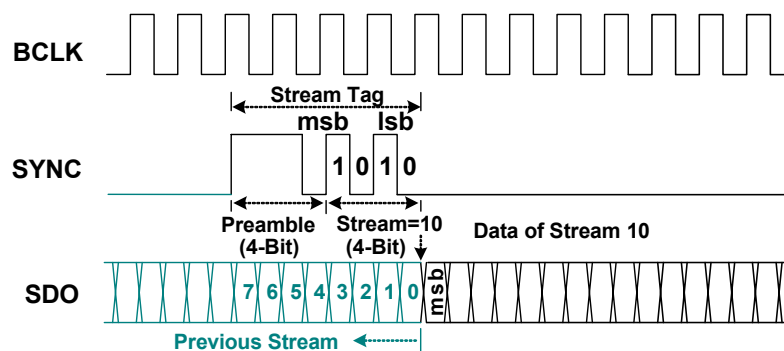 BCLK
Stream Tag
msb lsb
SYNC
1 0 1 0
Preamble
(4-Bit)
Stream=10
(4-Bit)
Data of Stream 10
SDO
7 6 5 4 3 2 1 0
msb
Previous Stream